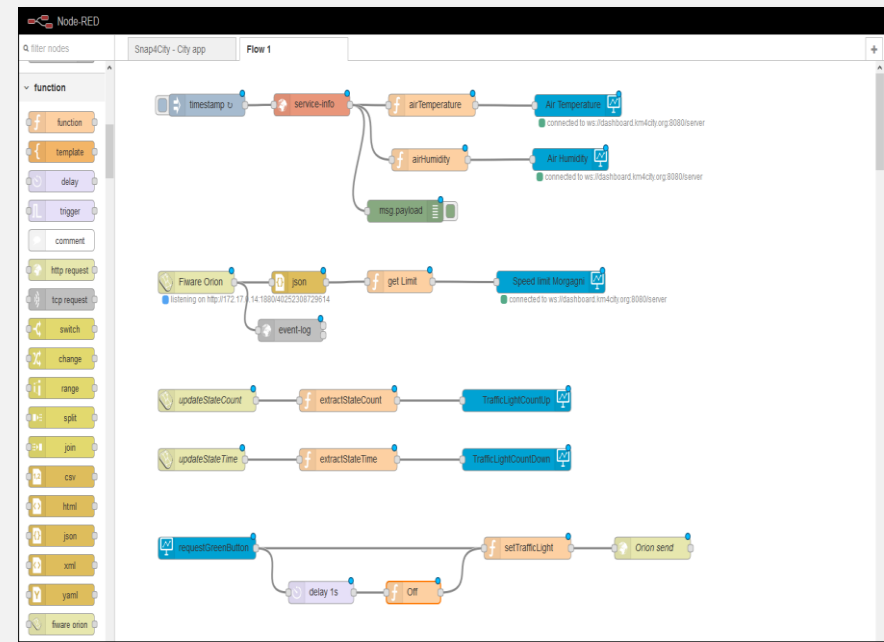 Node-RED
filter nodes
Snap4City - City app
Flow 1
+
function
function
template
delay
trigger
comment
http request
tcp request
switch
change
range
split
join
csv
html
json
xml
yaml
fiware orion
timestamp ↻
service-info
airTemperature
Air Temperature
connected to ws://dashboard.km4city.org:8080/server
airHumidity
Air Humidity
connected to ws://dashboard.km4city.org:8080/server
msg.payload
Fiware Orion
json
get Limit
Speed limit Morgagni
listening on http://172.17.0.14:1880/40252308729614
connected to ws://dashboard.km4city.org:8080/server
event-log
updateStateCount
extractStateCount
TrafficLightCountUp
updateStateTime
extractStateTime
TrafficLightCountDown
requestGreenButton
setTrafficLight
Orion send
delay 1s
Off